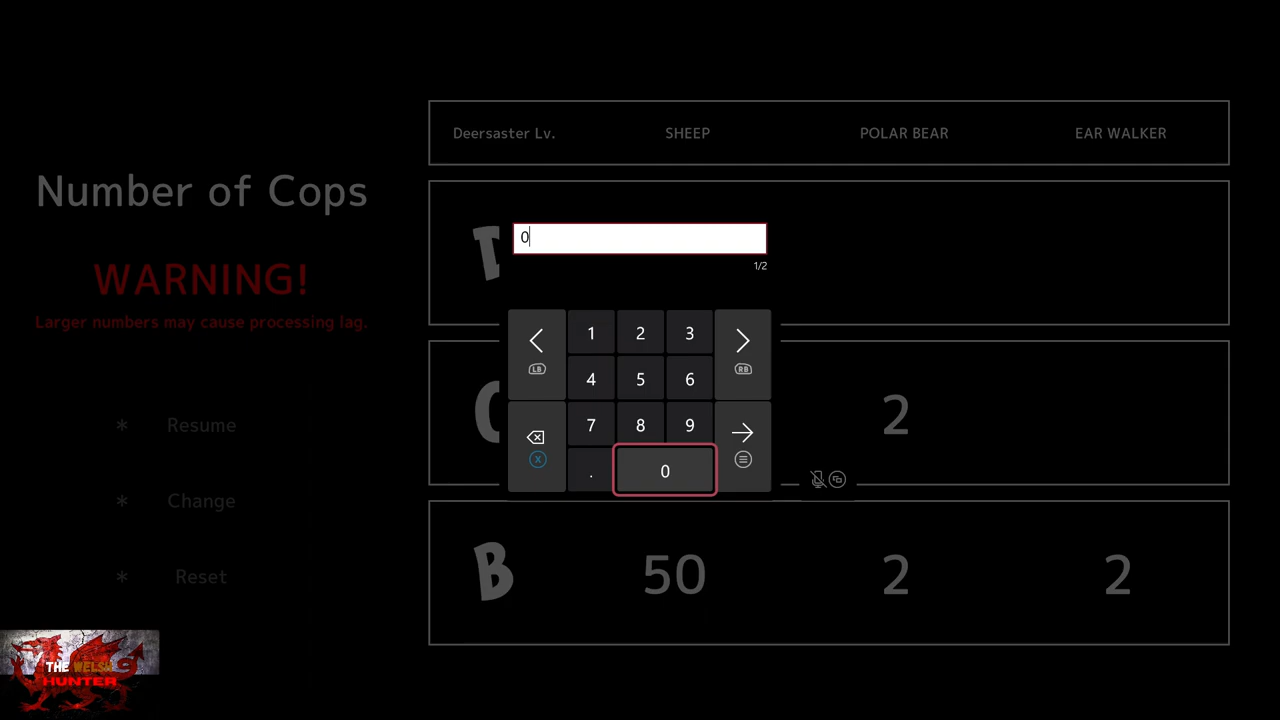 Deersaster Lv. SHEEP POLAR BEAR EAR WALKER
Number of Cops
WARNING!
Larger numbers may cause processing lag.
* Resume
* Change
* Reset
0
1/2
LB
1 2 3
RB
4 5 6
7 8 9
X
. 0
C 2
B 50 2 2
THE WELSH
HUNTER